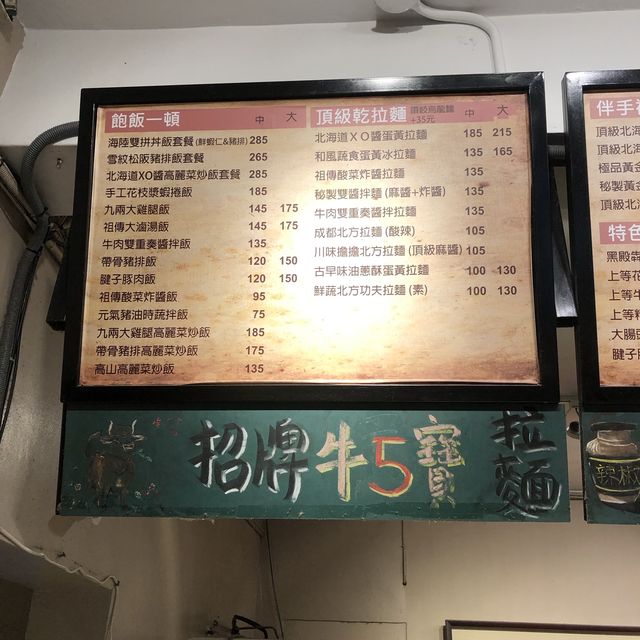 飽飯一頓 中 大
海陸雙拼丼飯套餐(鮮蝦仁&豬排) 285
雪紋松阪豬排飯套餐 265
北海道XO醬高麗菜炒飯套餐 285
手工花枝漿蝦捲飯 185
九兩大雞腿飯 145 175
祖傳大滷湯飯 145 175
牛肉雙重奏醬拌飯 135
帶骨豬排飯 120 150
腱子豚肉飯 120 150
祖傳酸菜炸醬飯 95
元氣豬油時蔬拌飯 75
九兩大雞腿高麗菜炒飯 185
帶骨豬排高麗菜炒飯 175
高山高麗菜炒飯 135
頂級乾拉麵 烏龍麵 +35元 中 大
北海道XO醬蛋黃拉麵 185 215
和風蔬食蛋黃冰拉麵 135 165
祖傳酸菜炸醬拉麵 135
秘製雙醬拌麵(麻醬+炸醬) 135
牛肉雙重奏醬拌拉麵 135
成都北方拉麵(酸辣) 105
川味擔擔北方拉麵(頂級麻醬) 105
古早味油蔥酥蛋黃拉麵 100 130
鮮蔬北方功夫拉麵(素) 100 130
伴手
頂級北海
頂級北
極品黃金
秘製黃
頂級北
特色
黑殿
上等花
上等牛
上等
大腸
腱子
招牌牛5寶拉麵
辣椒